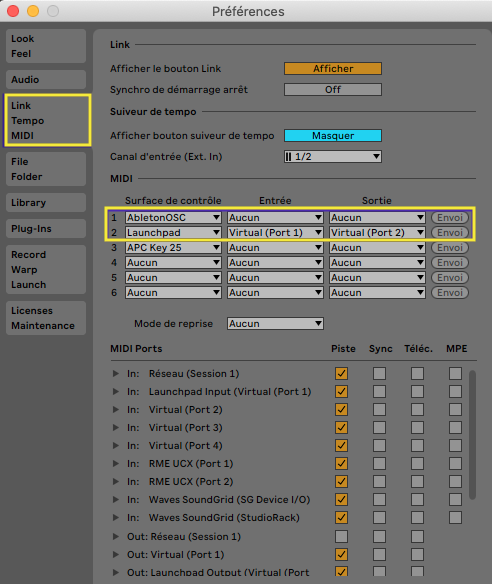 Préférences
Look
Feel
Audio
Link
Tempo
MIDI
File
Folder
Library
Plug-Ins
Record
Warp
Launch
Licenses
Maintenance
Link
Afficher le bouton Link Afficher
Synchro de démarrage arrêt Off
Suiveur de tempo
Afficher bouton suiveur de tempo Masquer
Canal d'entrée (Ext. In) 1/2
MIDI
Surface de contrôle Entrée Sortie
1 AbletonOSC Aucun Aucun Envoi
2 Launchpad Virtual (Port 1) Virtual (Port 2) Envoi
3 APC Key 25 Aucun Aucun Envoi
4 Aucun Aucun Aucun Envoi
5 Aucun Aucun Aucun Envoi
6 Aucun Aucun Aucun Envoi
Mode de reprise Aucun
MIDI Ports Piste Sync Téléc. MPE
In: Réseau (Session 1)
In: Launchpad Input (Virtual (Port 1)
In: Virtual (Port 2)
In: Virtual (Port 3)
In: Virtual (Port 4)
In: RME UCX (Port 1)
In: RME UCX (Port 2)
In: Waves SoundGrid (SG Device I/O)
In: Waves SoundGrid (StudioRack)
Out: Réseau (Session 1)
Out: Virtual (Port 1)
Out: Launchpad Output (Virtual (Port